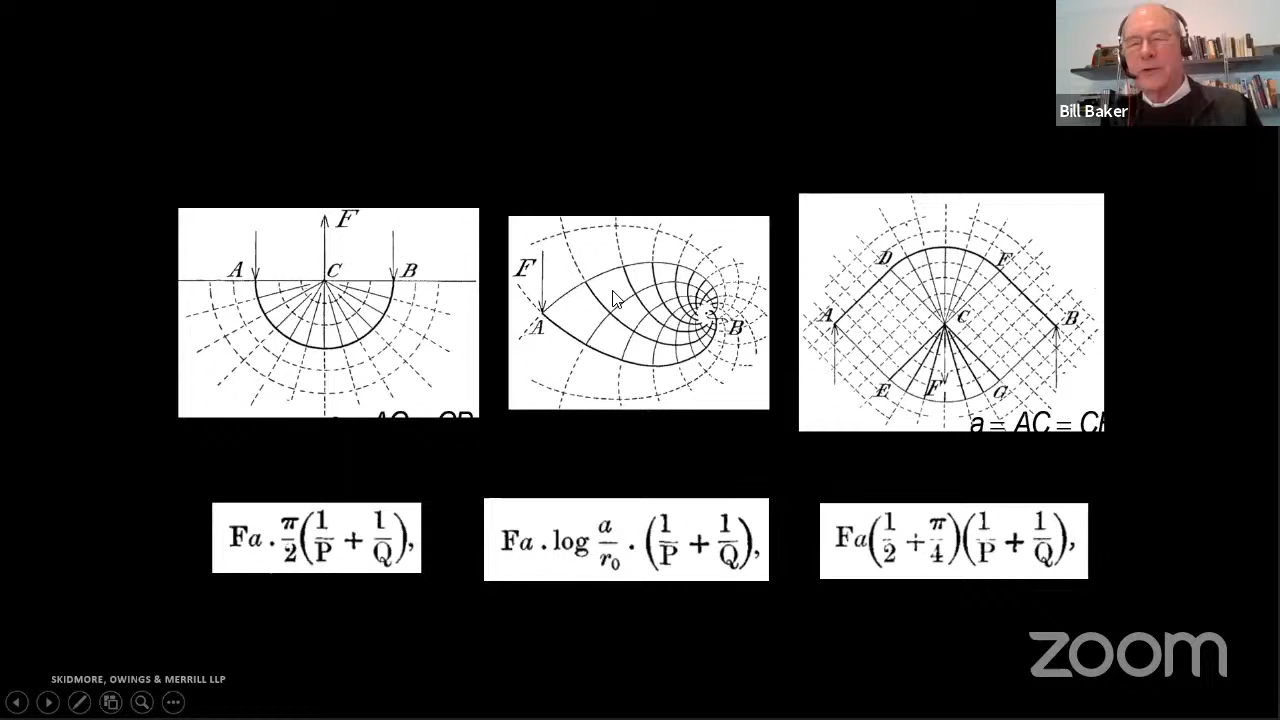 Bill Baker
F
A C B
F
A
B
D F
A C B
E F G
a = AC = C
Fa . π/2 (1/P + 1/Q),
Fa . log a/r₀ . (1/P + 1/Q),
Fa(1/2 + π/4)(1/P + 1/Q),
zoom
SKIDMORE, OWINGS & MERRILL LLP